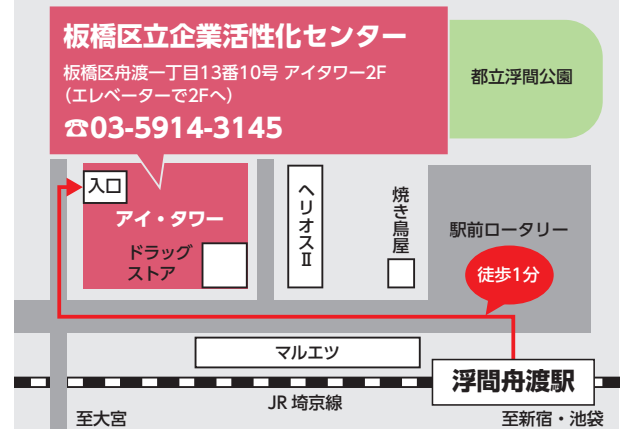 板橋区立企業活性化センター
板橋区舟渡一丁目13番10号 アイタワー2F
(エレベーターで2Fへ)
☎03-5914-3145
都立浮間公園
入口
アイ・タワー
ドラッグ
ストア
ヘリオスⅡ
焼き鳥屋
駅前ロータリー
徒歩1分
マルエツ
浮間舟渡駅
JR 埼京線
至大宮
至新宿・池袋